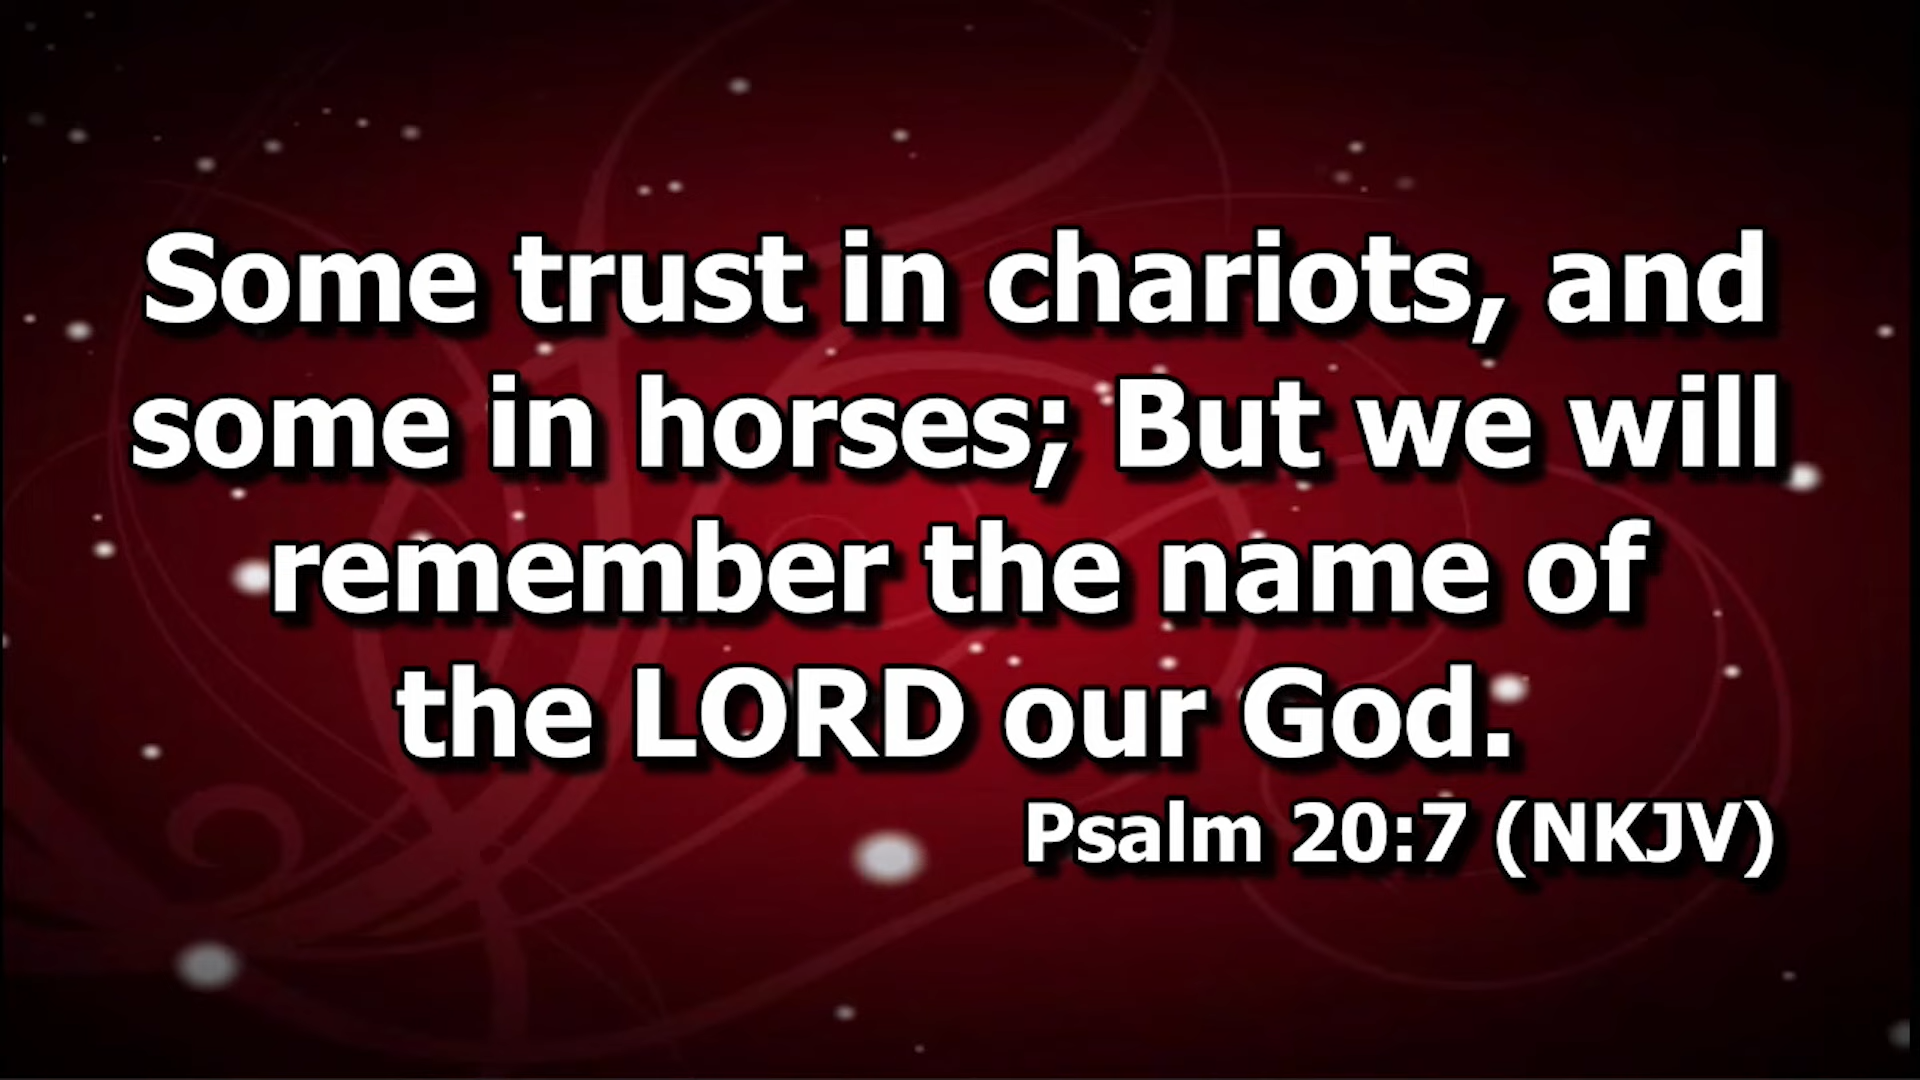 Some trust in chariots, and
some in horses; But we will
remember the name of
the LORD our God.
Psalm 20:7 (NKJV)